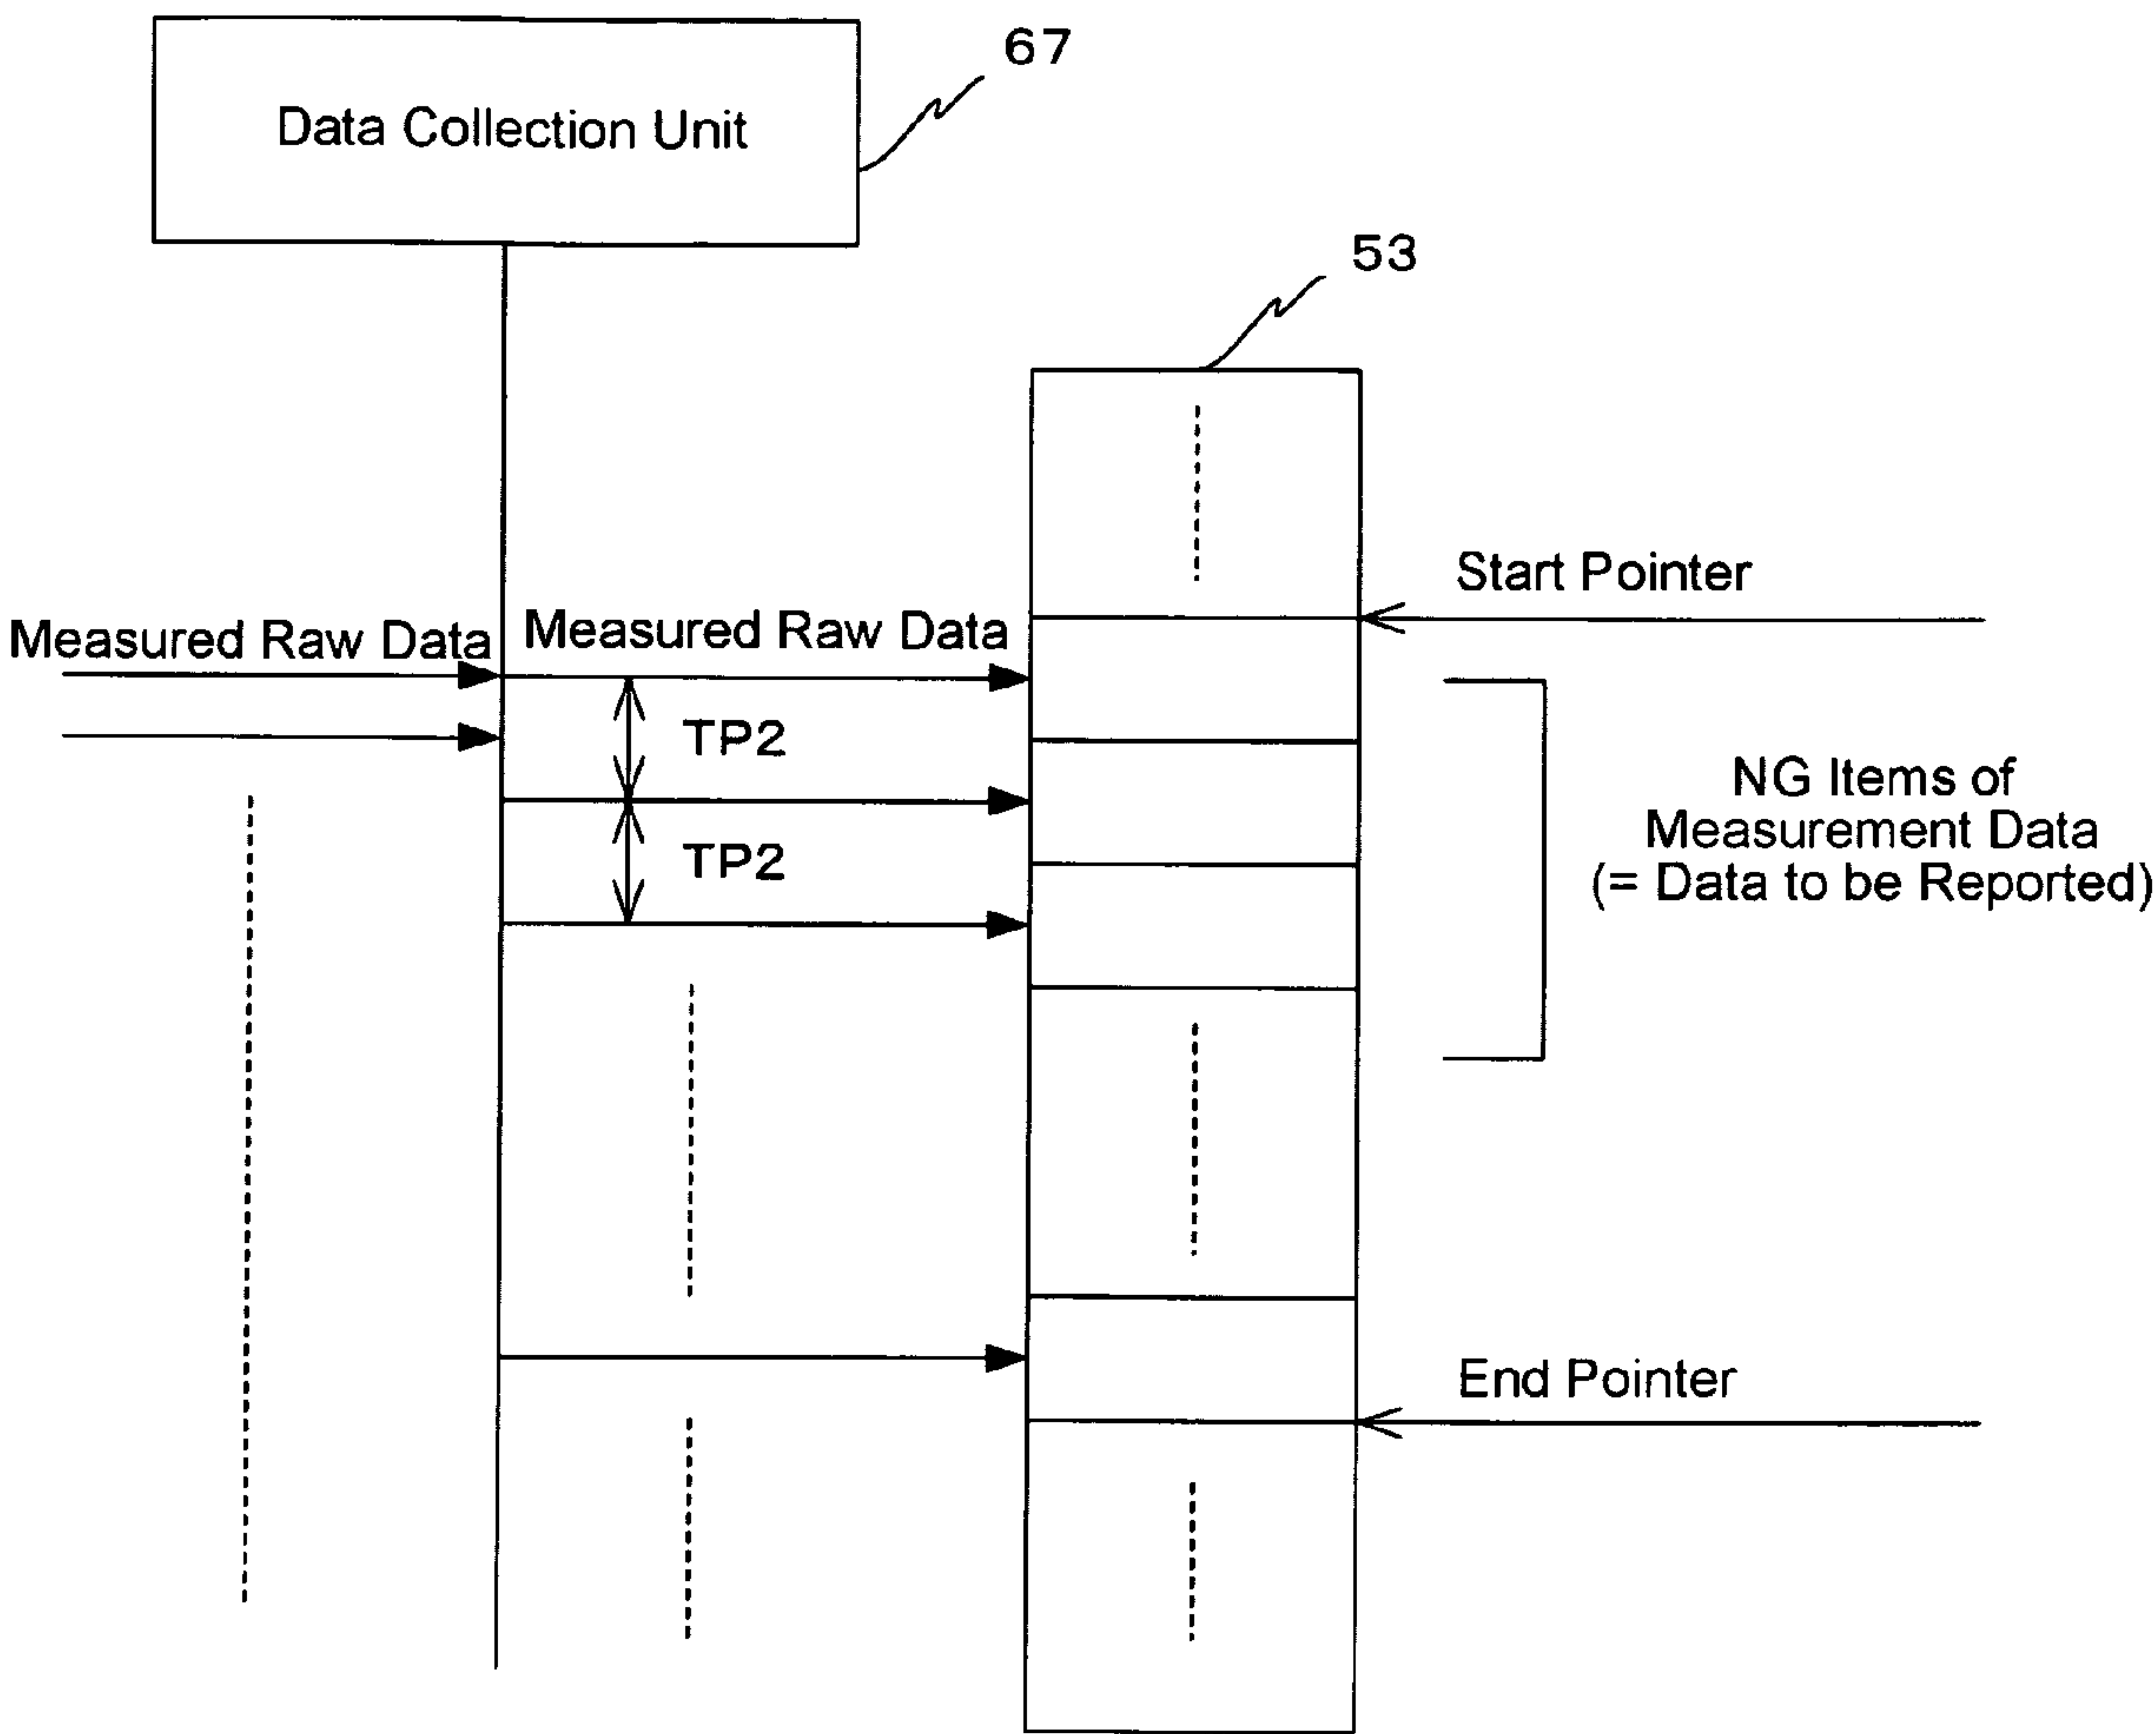 67
Data Collection Unit
53
Start Pointer
Measured Raw Data
Measured Raw Data
TP2
TP2
NG Items of
Measurement Data
(= Data to be Reported)
End Pointer